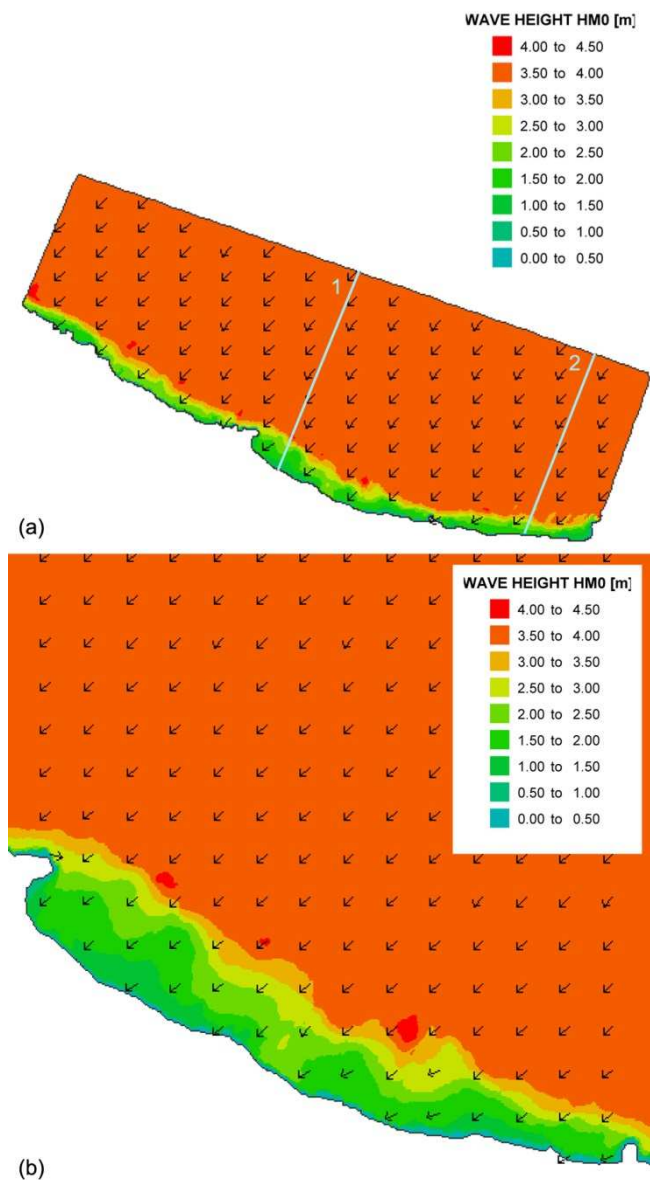 WAVE HEIGHT HM0 [m]
4.00 to 4.50
3.50 to 4.00
3.00 to 3.50
2.50 to 3.00
2.00 to 2.50
1.50 to 2.00
1.00 to 1.50
0.50 to 1.00
0.00 to 0.50
1
2
(a)
WAVE HEIGHT HM0 [m]
4.00 to 4.50
3.50 to 4.00
3.00 to 3.50
2.50 to 3.00
2.00 to 2.50
1.50 to 2.00
1.00 to 1.50
0.50 to 1.00
0.00 to 0.50
(b)